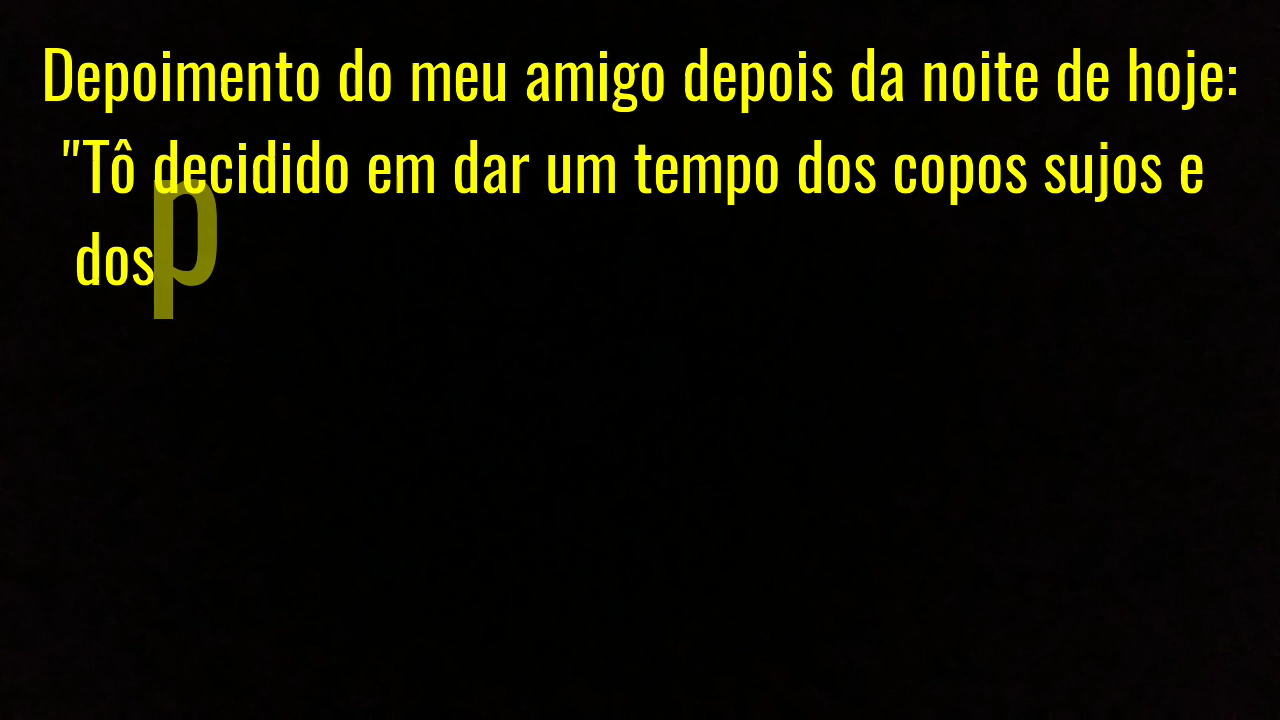 Depoimento do meu amigo depois da noite de hoje:
"Tô decidido em dar um tempo dos copos sujos e
dos p